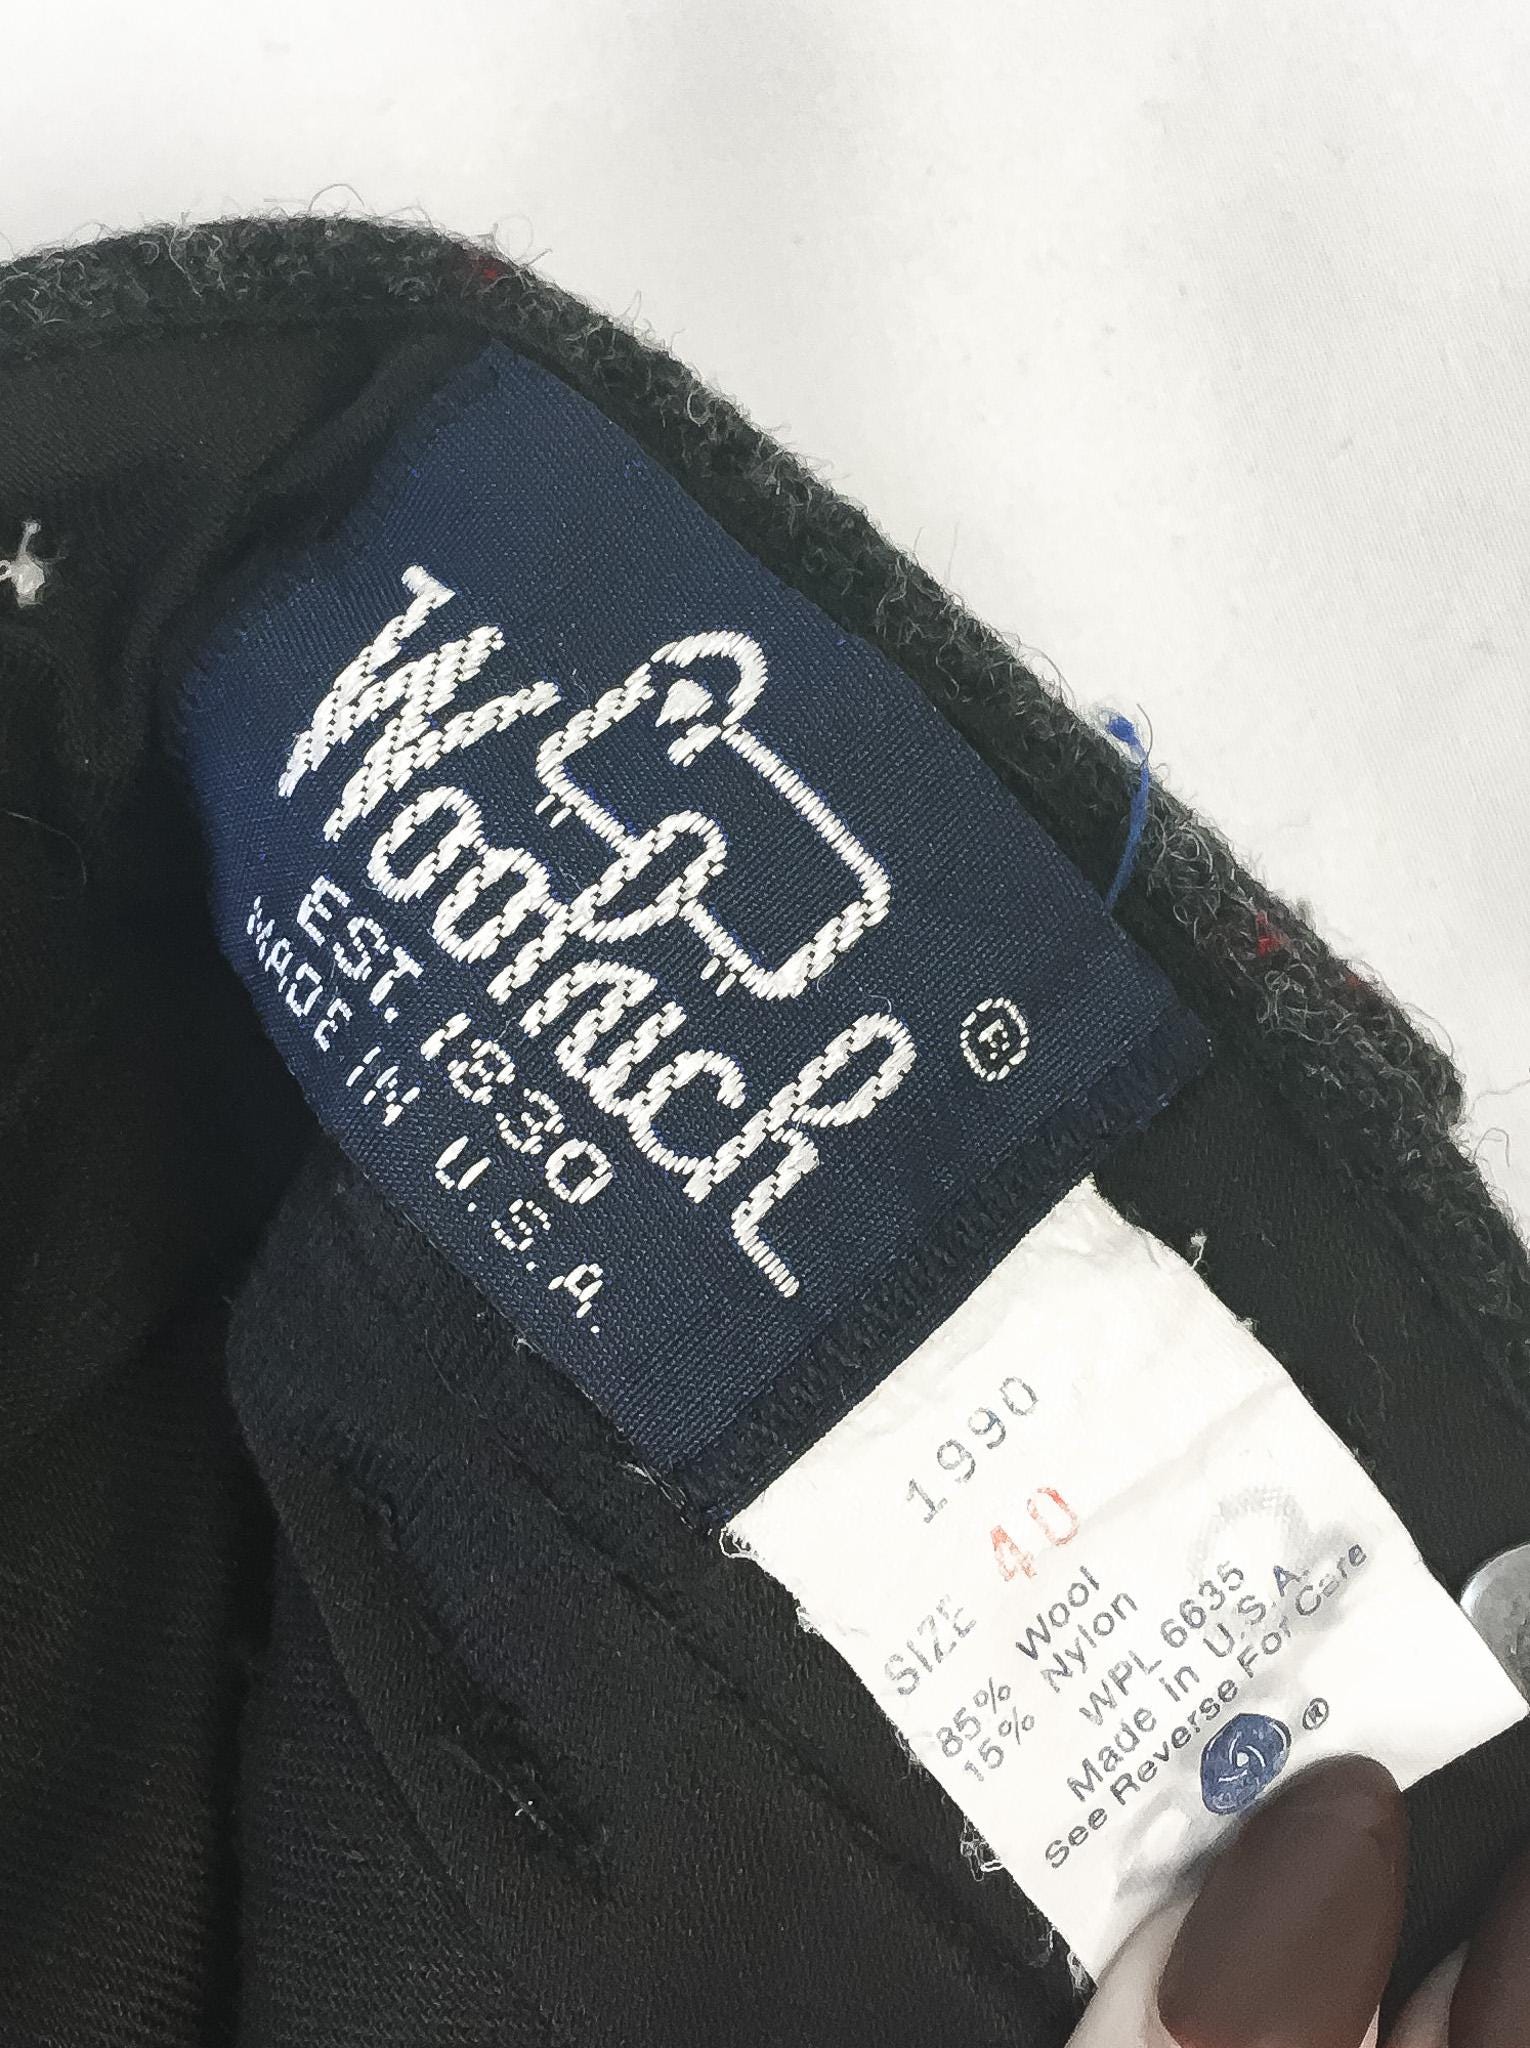 Woolrich
®
EST. 1830
MADE IN U.S.A.
1990
SIZE 40
85% Wool
15% Nylon
WPL 6635
Made in U.S.A.
See Reverse For Care
®